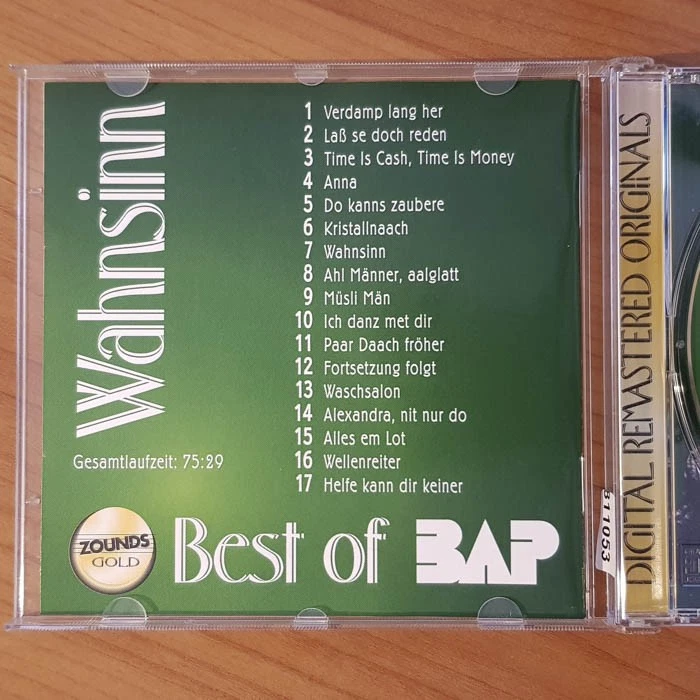 Wahnsinn
1 Verdamp lang her
2 Laß se doch reden
3 Time Is Cash, Time Is Money
4 Anna
5 Do kanns zaubere
6 Kristallnaach
7 Wahnsinn
8 Ahl Männer, aalglatt
9 Müsli Män
10 Ich danz met dir
11 Paar Daach fröher
12 Fortsetzung folgt
13 Waschsalon
14 Alexandra, nit nur do
15 Alles em Lot
16 Wellenreiter
17 Helfe kann dir keiner
Gesamtlaufzeit: 75:29
ZOUNDS
GOLD
Best of BAP
DIGITAL REMASTERED ORIGINALS
311053